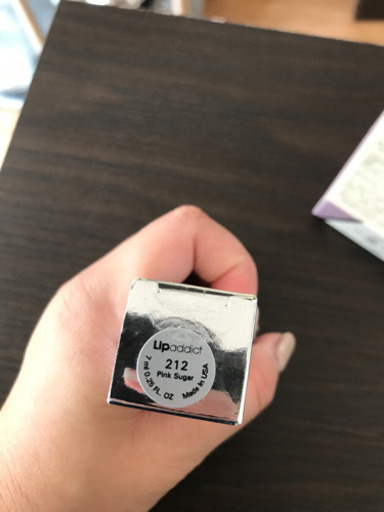 Lipaddict
212
Pink Sugar
7 ml 0.25 FL. OZ Made in USA